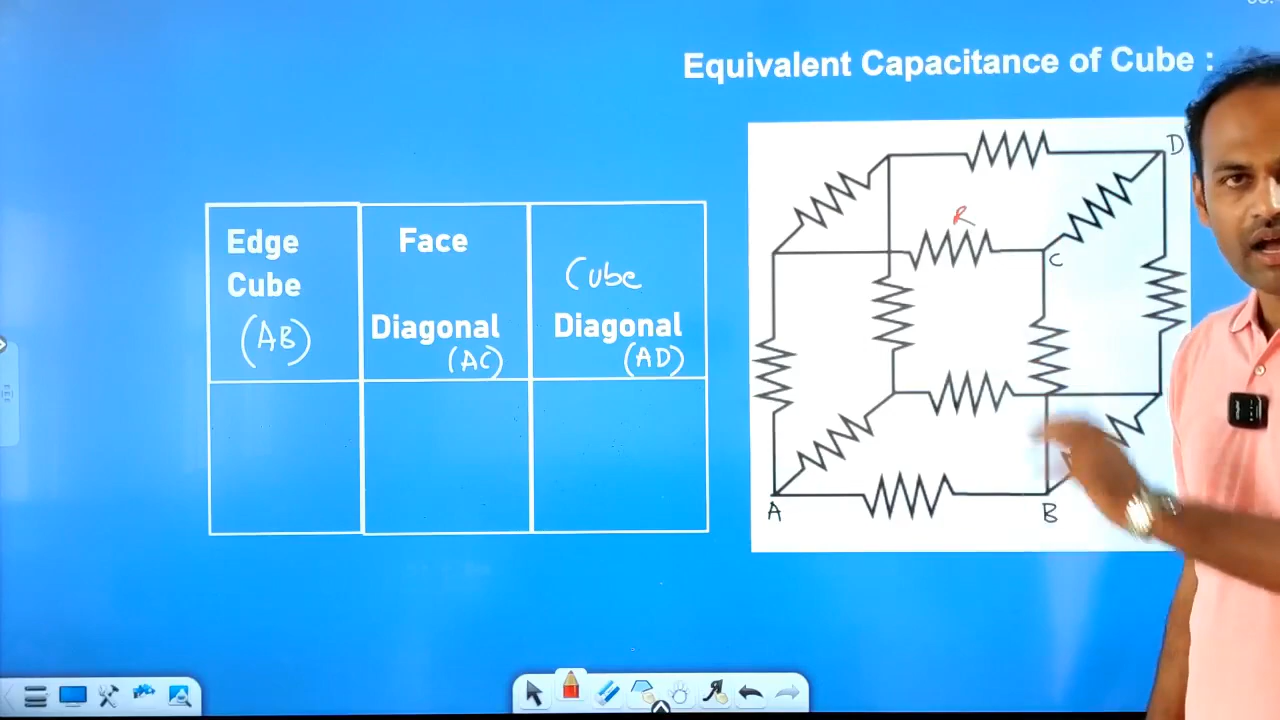 Equivalent Capacitance of Cube :
Edge
Cube
(AB)
Face
Diagonal
(AC)
Cube
Diagonal
(AD)
D
R
C
A
B